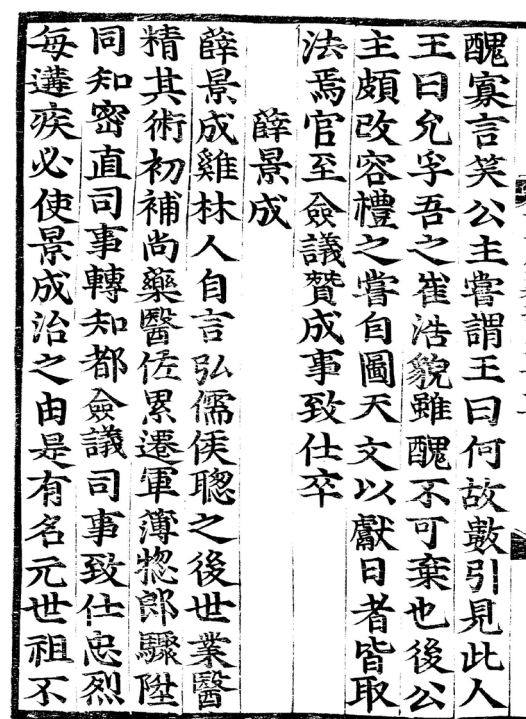 醜寡言笑公主嘗謂王曰何故數引見此人
王曰允孚吾之崔浩貌雖醜不可棄也後公
主頗改容禮之嘗自圖天文以獻日者皆取
法焉官至僉議贊成事致仕卒
薛景成
薛景成雞林人自言弘儒侯聰之後世業醫
精其術初補尚藥醫佐累遷軍簿惣郎驟陞
同知密直司事轉知都僉議司事致仕忠烈
每遘疾必使景成治之由是有名元世祖不